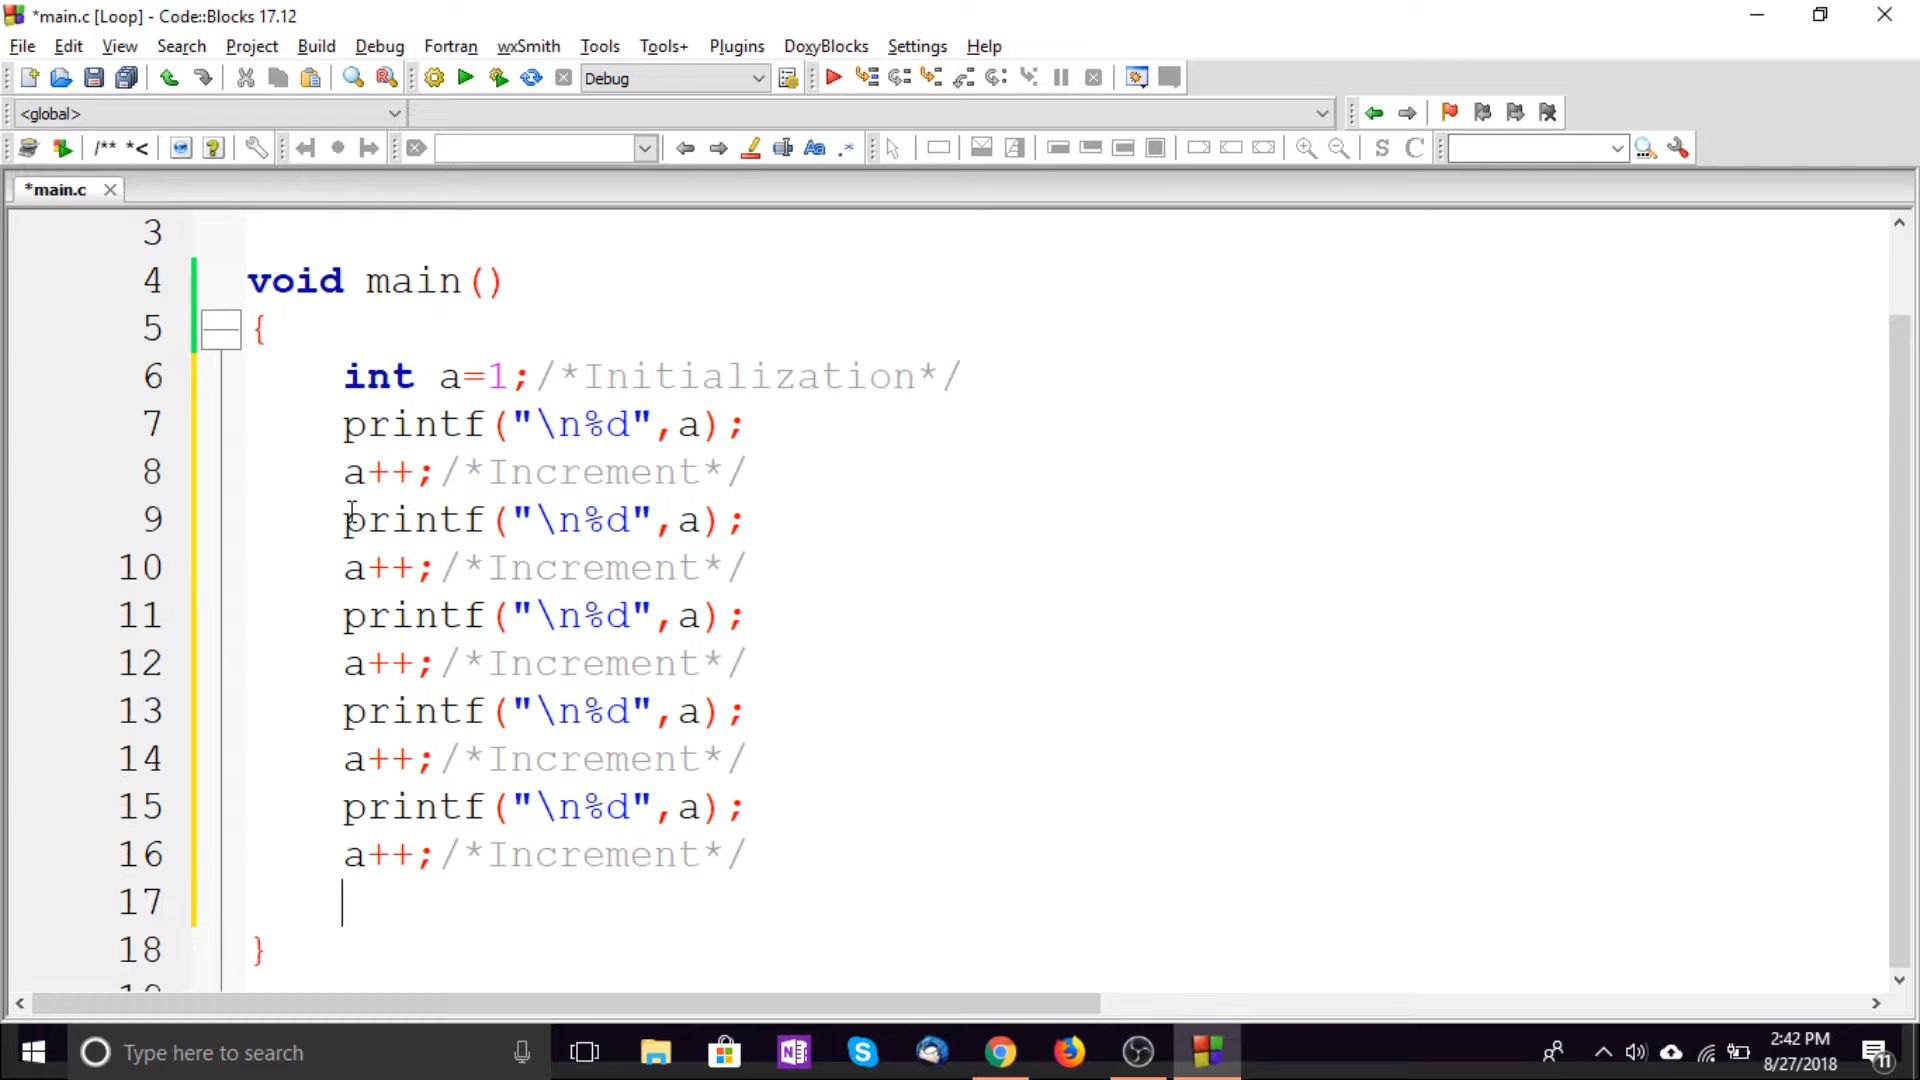 *main.c [Loop] - Code::Blocks 17.12
File Edit View Search Project Build Debug Fortran wxSmith Tools Tools+ Plugins DoxyBlocks Settings Help
Debug
<global>
/** *<
Aa .* S C
*main.c
3
4 void main()
5 {
6 int a=1;/*Initialization*/
7 printf("\n%d",a);
8 a++;/*Increment*/
9 printf("\n%d",a);
10 a++;/*Increment*/
11 printf("\n%d",a);
12 a++;/*Increment*/
13 printf("\n%d",a);
14 a++;/*Increment*/
15 printf("\n%d",a);
16 a++;/*Increment*/
17
18 }
Type here to search
2:42 PM
8/27/2018
11